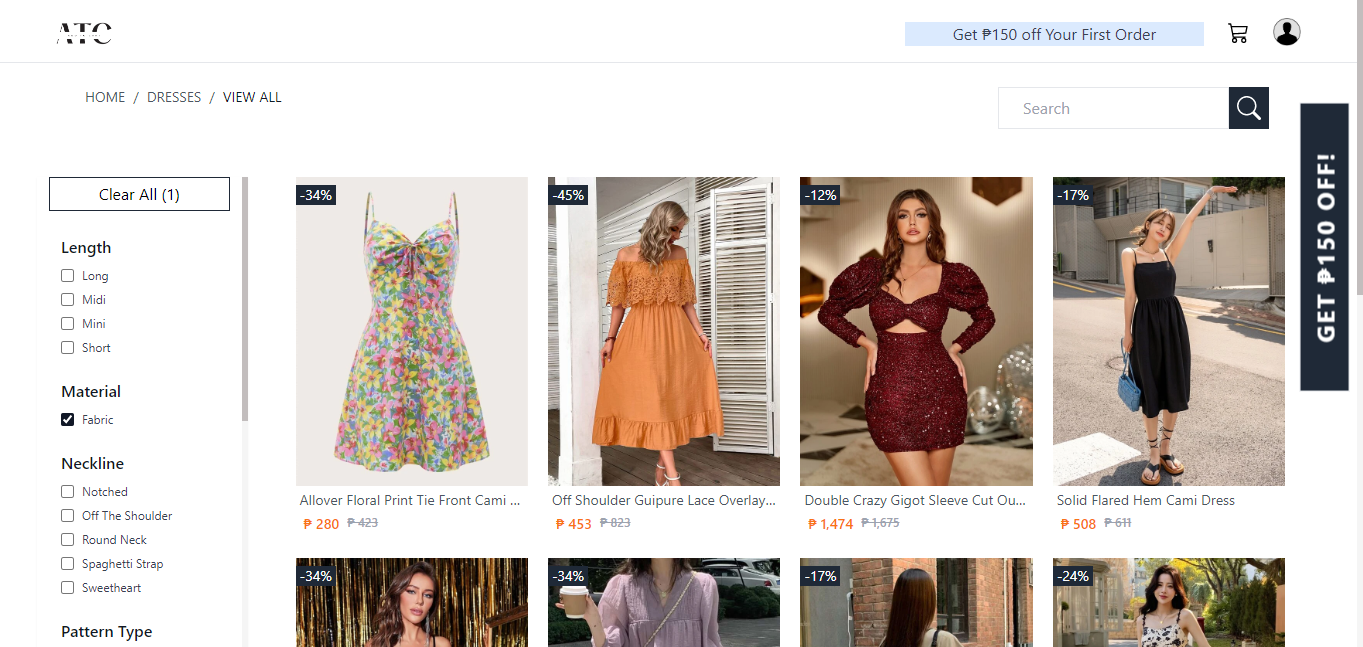 ATC
Get ₱150 off Your First Order
HOME / DRESSES / VIEW ALL
Search
GET ₱150 OFF!
Clear All (1)
Length
Long
Midi
Mini
Short
Material
Fabric
Neckline
Notched
Off The Shoulder
Round Neck
Spaghetti Strap
Sweetheart
Pattern Type
-34%
-45%
-12%
-17%
Allover Floral Print Tie Front Cami ...
₱ 280 ₱ 423
Off Shoulder Guipure Lace Overlay...
₱ 453 ₱ 823
Double Crazy Gigot Sleeve Cut Ou...
₱ 1,474 ₱ 1,675
Solid Flared Hem Cami Dress
₱ 508 ₱ 611
-34%
-34%
-17%
-24%